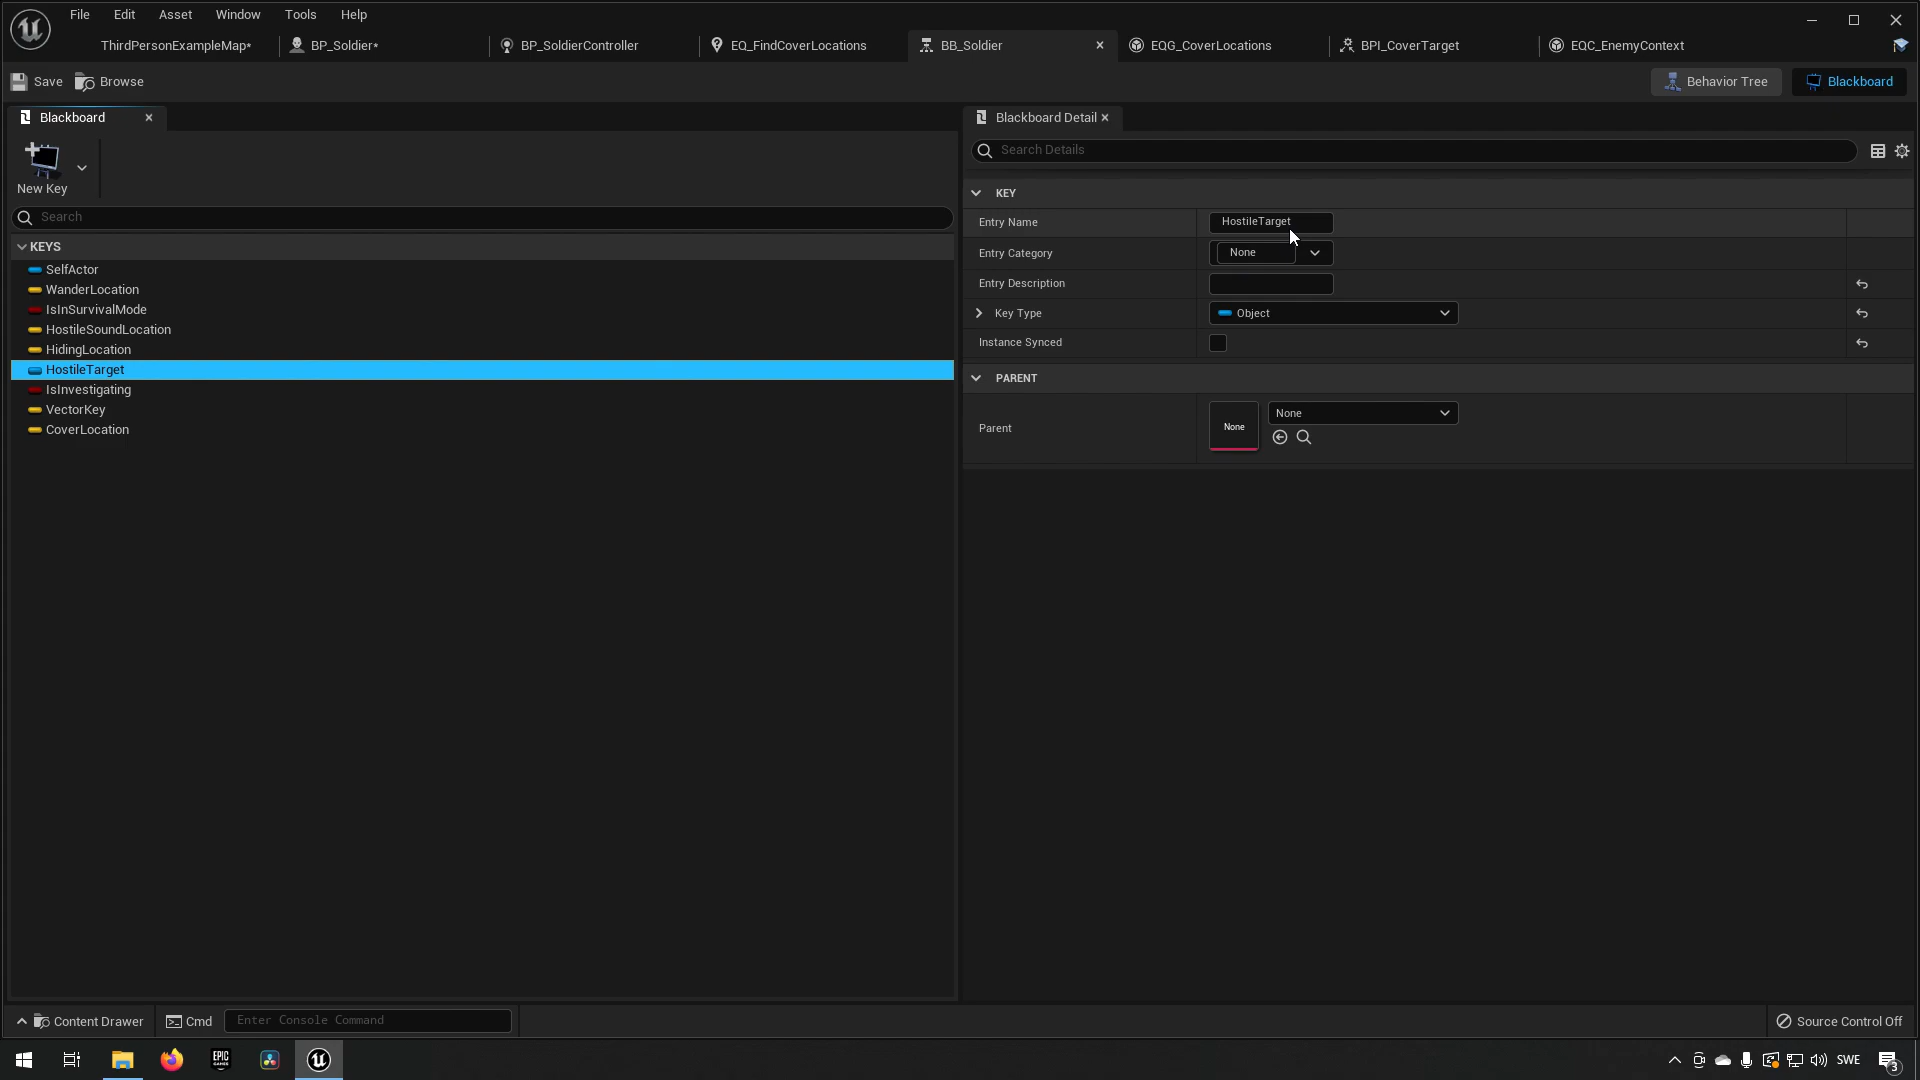 File Edit Asset Window Tools Help
ThirdPersonExampleMap* BP_Soldier* BP_SoldierController EQ_FindCoverLocations BB_Soldier EQG_CoverLocations BPI_CoverTarget EQC_EnemyContext
Save Browse Behavior Tree Blackboard
Blackboard
New Key
Search
KEYS
SelfActor
WanderLocation
IsInSurvivalMode
HostileSoundLocation
HidingLocation
HostileTarget
IsInvestigating
VectorKey
CoverLocation
Blackboard Detail
Search Details
KEY
Entry Name HostileTarget
Entry Category None
Entry Description
Key Type Object
Instance Synced
PARENT
Parent None None
Content Drawer Cmd Enter Console Command Source Control Off
EPIC GAMES SWE 3